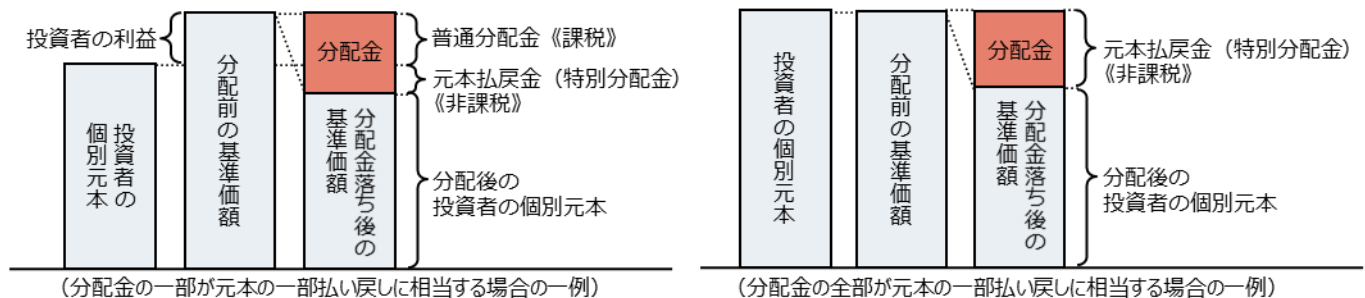 投資者の利益
投資者の
個別元本
分配前の基準価額
分配金
分配金落ち後の
基準価額
普通分配金《課税》
元本払戻金（特別分配金）
《非課税》
分配後の
投資者の個別元本
（分配金の一部が元本の一部払い戻しに相当する場合の一例）
投資者の個別元本
分配前の基準価額
分配金
分配金落ち後の
基準価額
元本払戻金（特別分配金）
《非課税》
分配後の
投資者の個別元本
（分配金の全部が元本の一部払い戻しに相当する場合の一例）